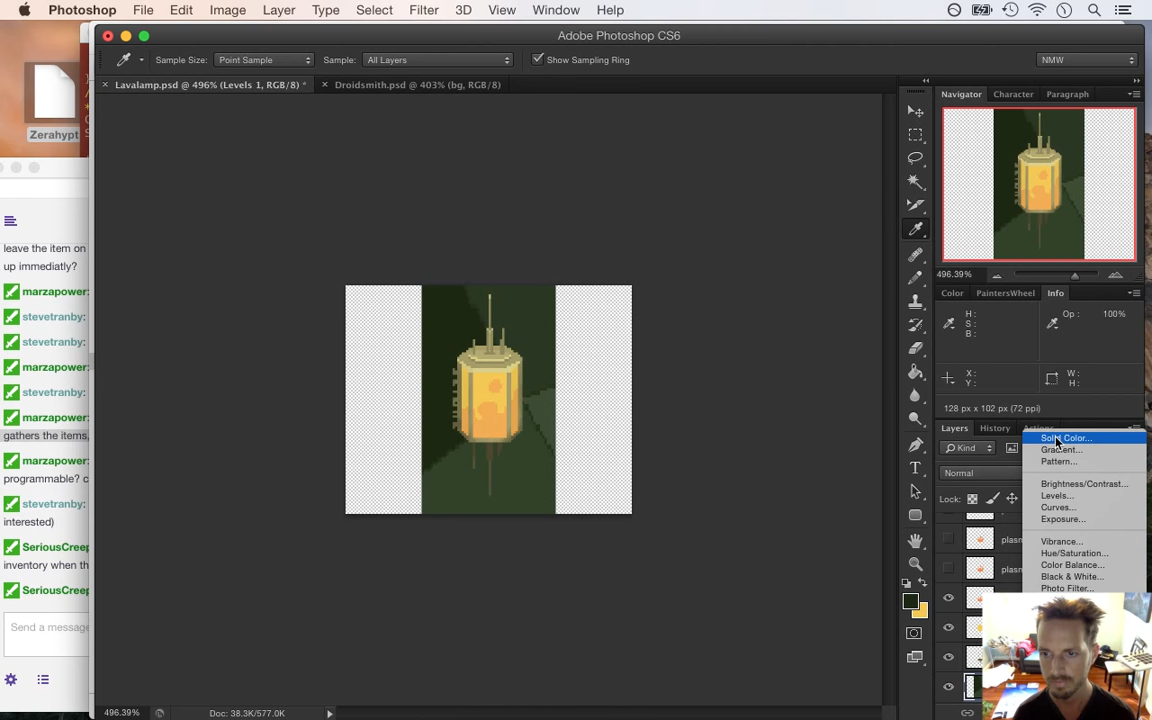 Photoshop File Edit Image Layer Type Select Filter 3D View Window Help
Adobe Photoshop CS6
Sample Size: Point Sample Sample: All Layers Show Sampling Ring NMW
× Lavalamp.psd @ 496% (Levels 1, RGB/8) * × Droidsmith.psd @ 403% (bg, RGB/8)
Zerahypt
leave the item on
up immediatly?
marzapower:
stevetranby:
stevetranby:
marzapower:
stevetranby:
marzapower:
gathers the items,
marzapower:
programmable? c
stevetranby:
interested)
SeriousCreep
inventory when th
SeriousCreep
Send a message
Navigator Character Paragraph
496.39%
Color PaintersWheel Info
H:
S:
B:
Op: 100%
X:
Y:
W:
H:
128 px x 102 px (72 ppi)
Layers History Actions
Kind
Normal
Lock:
plasm
plasm
Solid Color...
Gradient...
Pattern...
Brightness/Contrast...
Levels...
Curves...
Exposure...
Vibrance...
Hue/Saturation...
Color Balance...
Black & White...
Photo Filter...
496.39% Doc: 38.3K/577.0K